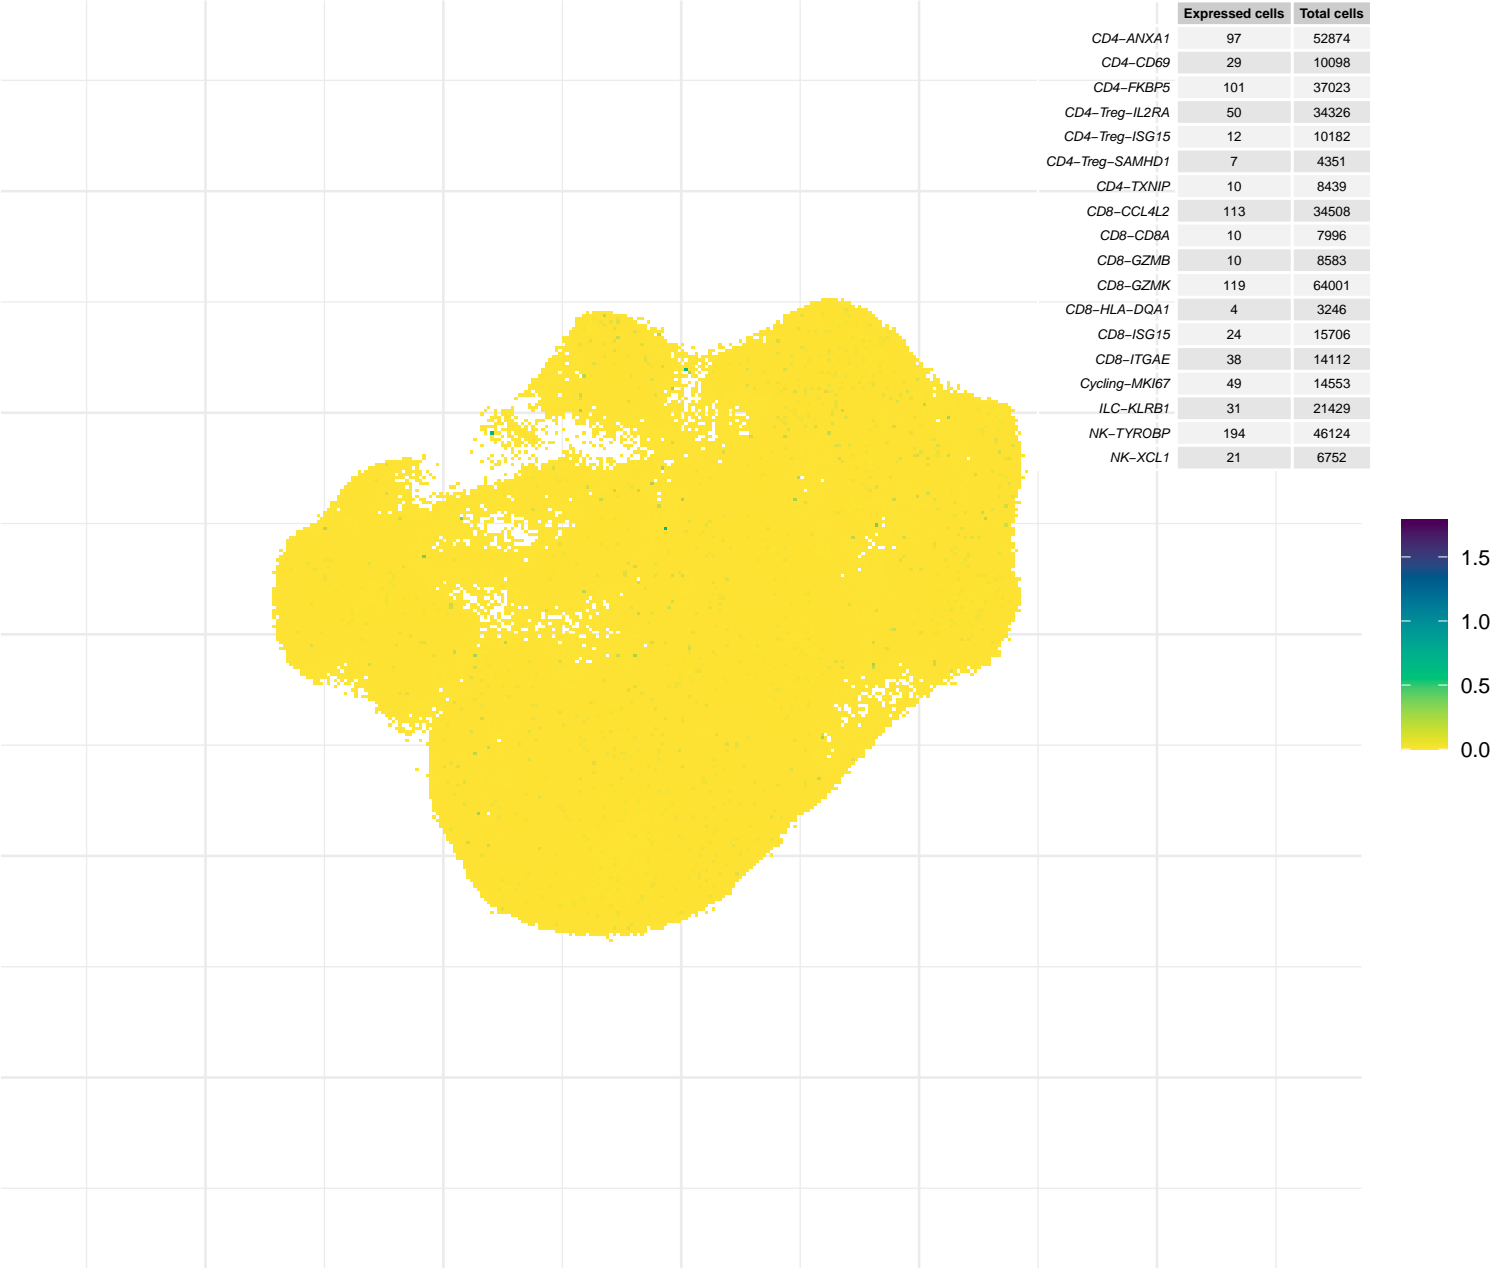 Expressed cells Total cells
CD4−ANXA1 97 52874
CD4−CD69 29 10098
CD4−FKBP5 101 37023
CD4−Treg−IL2RA 50 34326
CD4−Treg−ISG15 12 10182
CD4−Treg−SAMHD1 7 4351
CD4−TXNIP 10 8439
CD8−CCL4L2 113 34508
CD8−CD8A 10 7996
CD8−GZMB 10 8583
CD8−GZMK 119 64001
CD8−HLA−DQA1 4 3246
CD8−ISG15 24 15706
CD8−ITGAE 38 14112
Cycling−MKI67 49 14553
ILC−KLRB1 31 21429
NK−TYROBP 194 46124
NK−XCL1 21 6752
1.5
1.0
0.5
0.0